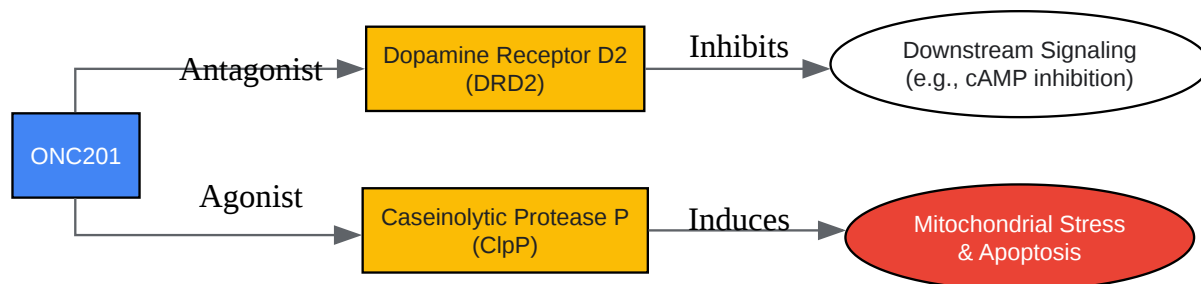 ONC201
Antagonist
Dopamine Receptor D2
(DRD2)
Inhibits
Downstream Signaling
(e.g., cAMP inhibition)
Agonist
Caseinolytic Protease P
(ClpP)
Induces
Mitochondrial Stress
& Apoptosis